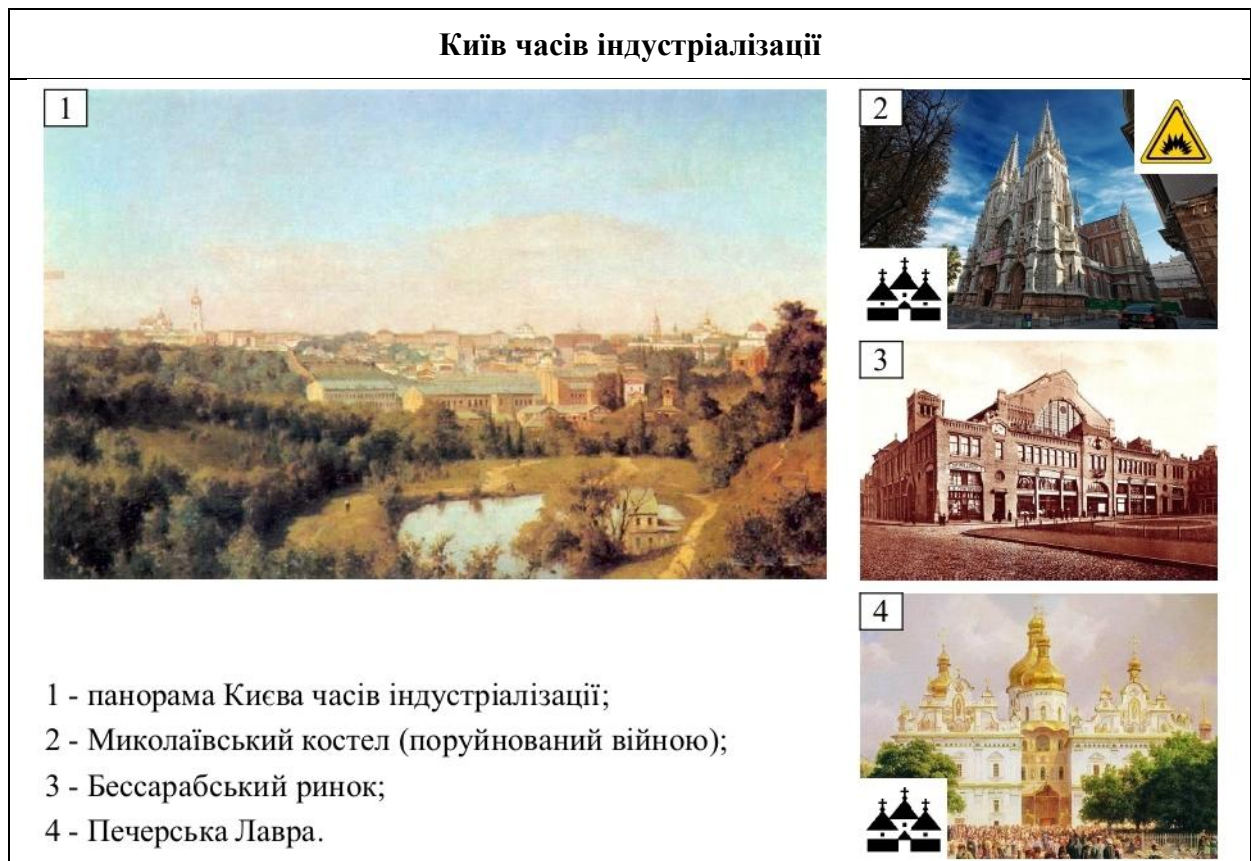 Київ часів індустріалізації
1
2
3
4
1 - панорама Києва часів індустріалізації;
2 - Миколаївський костел (поруйнований війною);
3 - Бессарабський ринок;
4 - Печерська Лавра.